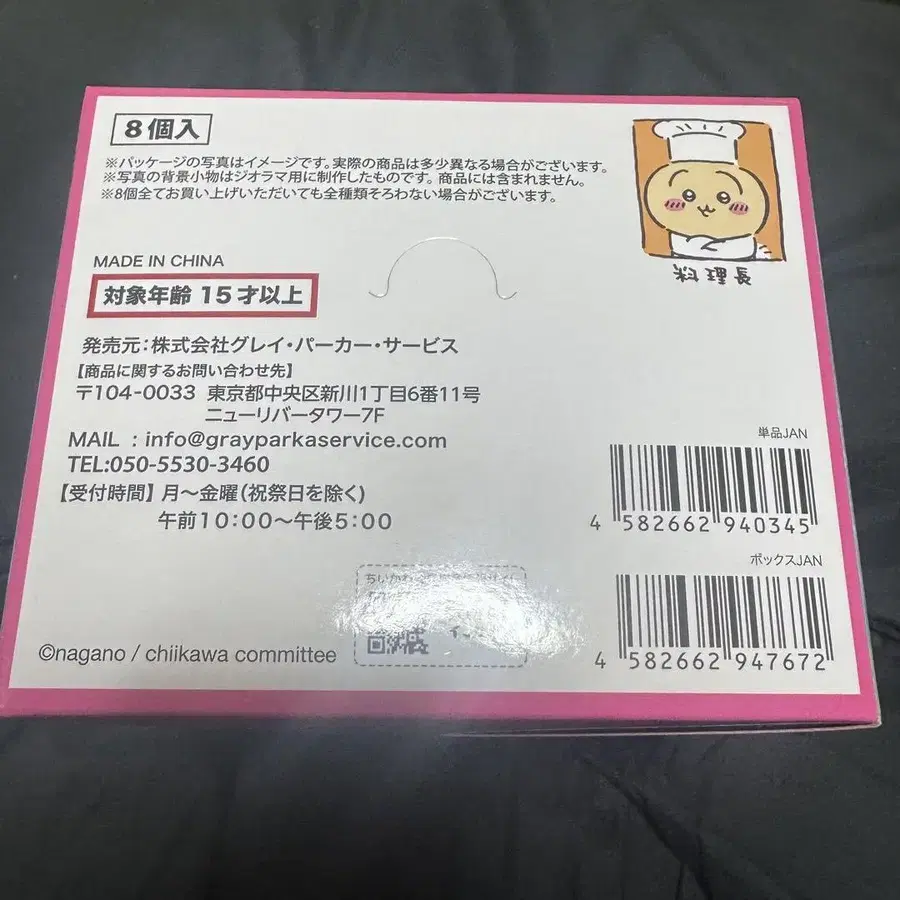 8個入
※パッケージの写真はイメージです。実際の商品は多少異なる場合がございます。
※写真の背景小物はジオラマ用に制作したものです。商品には含まれません。
※8個全てお買い上げいただいても全種類そろわない場合がございます。
料理長
MADE IN CHINA
対象年齢 15才以上
発売元:株式会社グレイ・パーカー・サービス
【商品に関するお問い合わせ先】
〒104-0033 東京都中央区新川1丁目6番11号
ニューリバータワー7F
MAIL :info@grayparkaservice.com
TEL:050-5530-3460
【受付時間】月〜金曜(祝祭日を除く)
午前10:00〜午後5:00
単品JAN
4 582662 940345
ボックスJAN
4 582662 947672
ちいかわ
©nagano / chiikawa committee